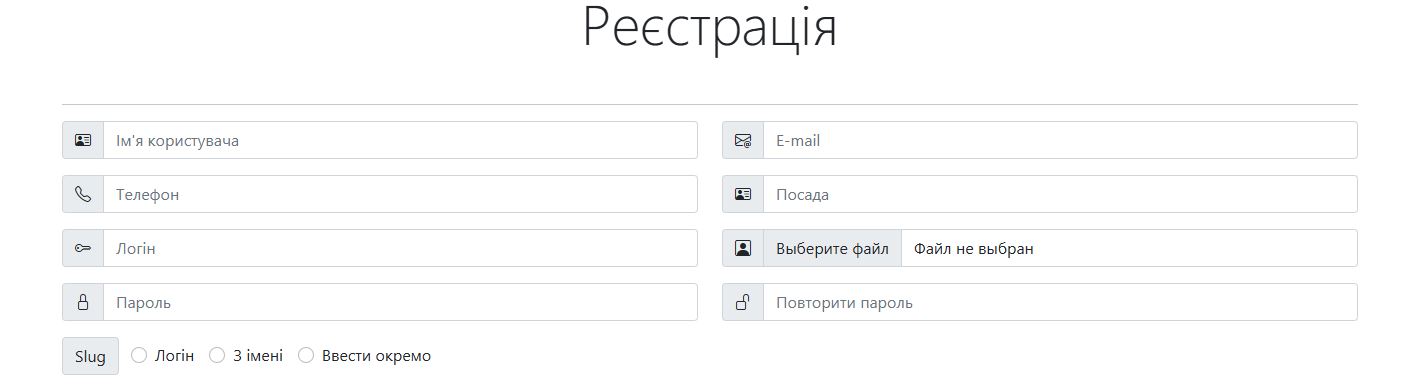 Реєстрація
Ім'я користувача
E-mail
Телефон
Посада
Логін
Выберите файл Файл не выбран
Пароль
Повторити пароль
Slug Логін З імені Ввести окремо